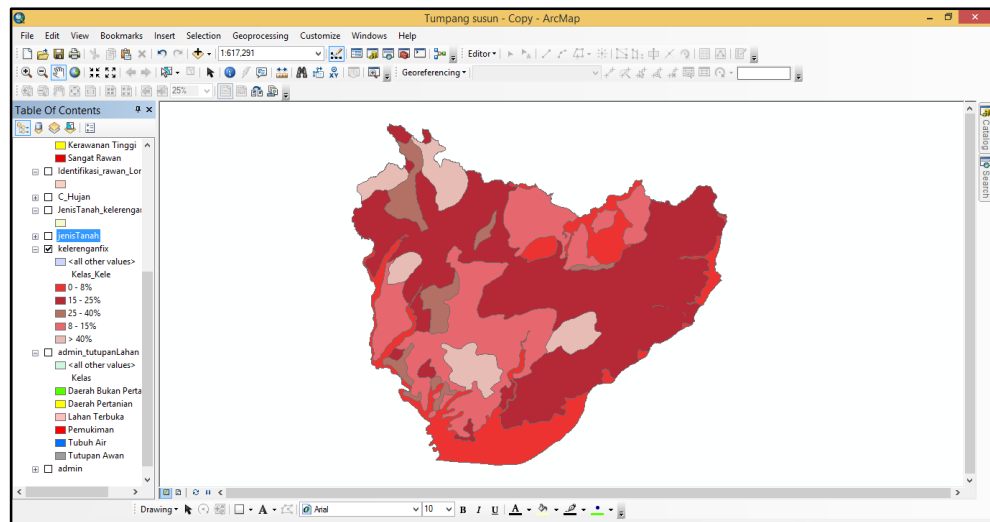 Tumpang susun - Copy - ArcMap
File Edit View Bookmarks Insert Selection Geoprocessing Customize Windows Help
1:617,291
Editor
Georeferencing
25%
Table Of Contents
Kerawanan Tinggi
Sangat Rawan
Identifikasi_rawan_Lor
C_Hujan
JenisTanah_kelerengar
jenisTanah
kelerenganfix
<all other values>
Kelas_Kele
0 - 8%
15 - 25%
25 - 40%
8 - 15%
> 40%
admin_tutupanLahan
<all other values>
Kelas
Daerah Bukan Perta
Daerah Pertanian
Lahan Terbuka
Pemukiman
Tubuh Air
Tutupan Awan
admin
Catalog
Search
Drawing A Arial 10 B I U A